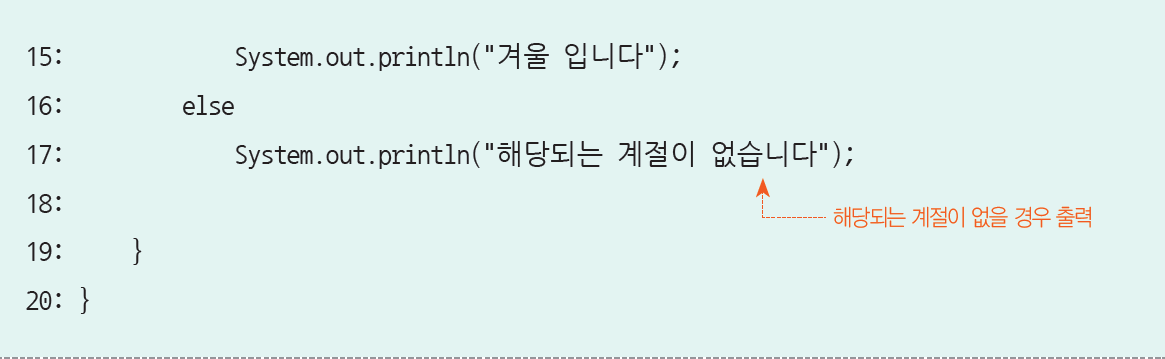 15:             System.out.println("겨울 입니다");
16:         else
17:             System.out.println("해당되는 계절이 없습니다");
18:
해당되는 계절이 없을 경우 출력
19:     }
20: }